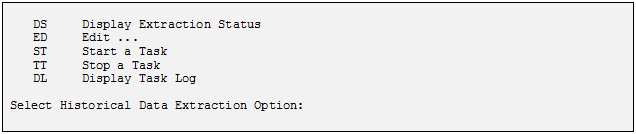 DS Display Extraction Status
ED Edit ...
ST Start a Task
TT Stop a Task
DL Display Task Log
Select Historical Data Extraction Option: